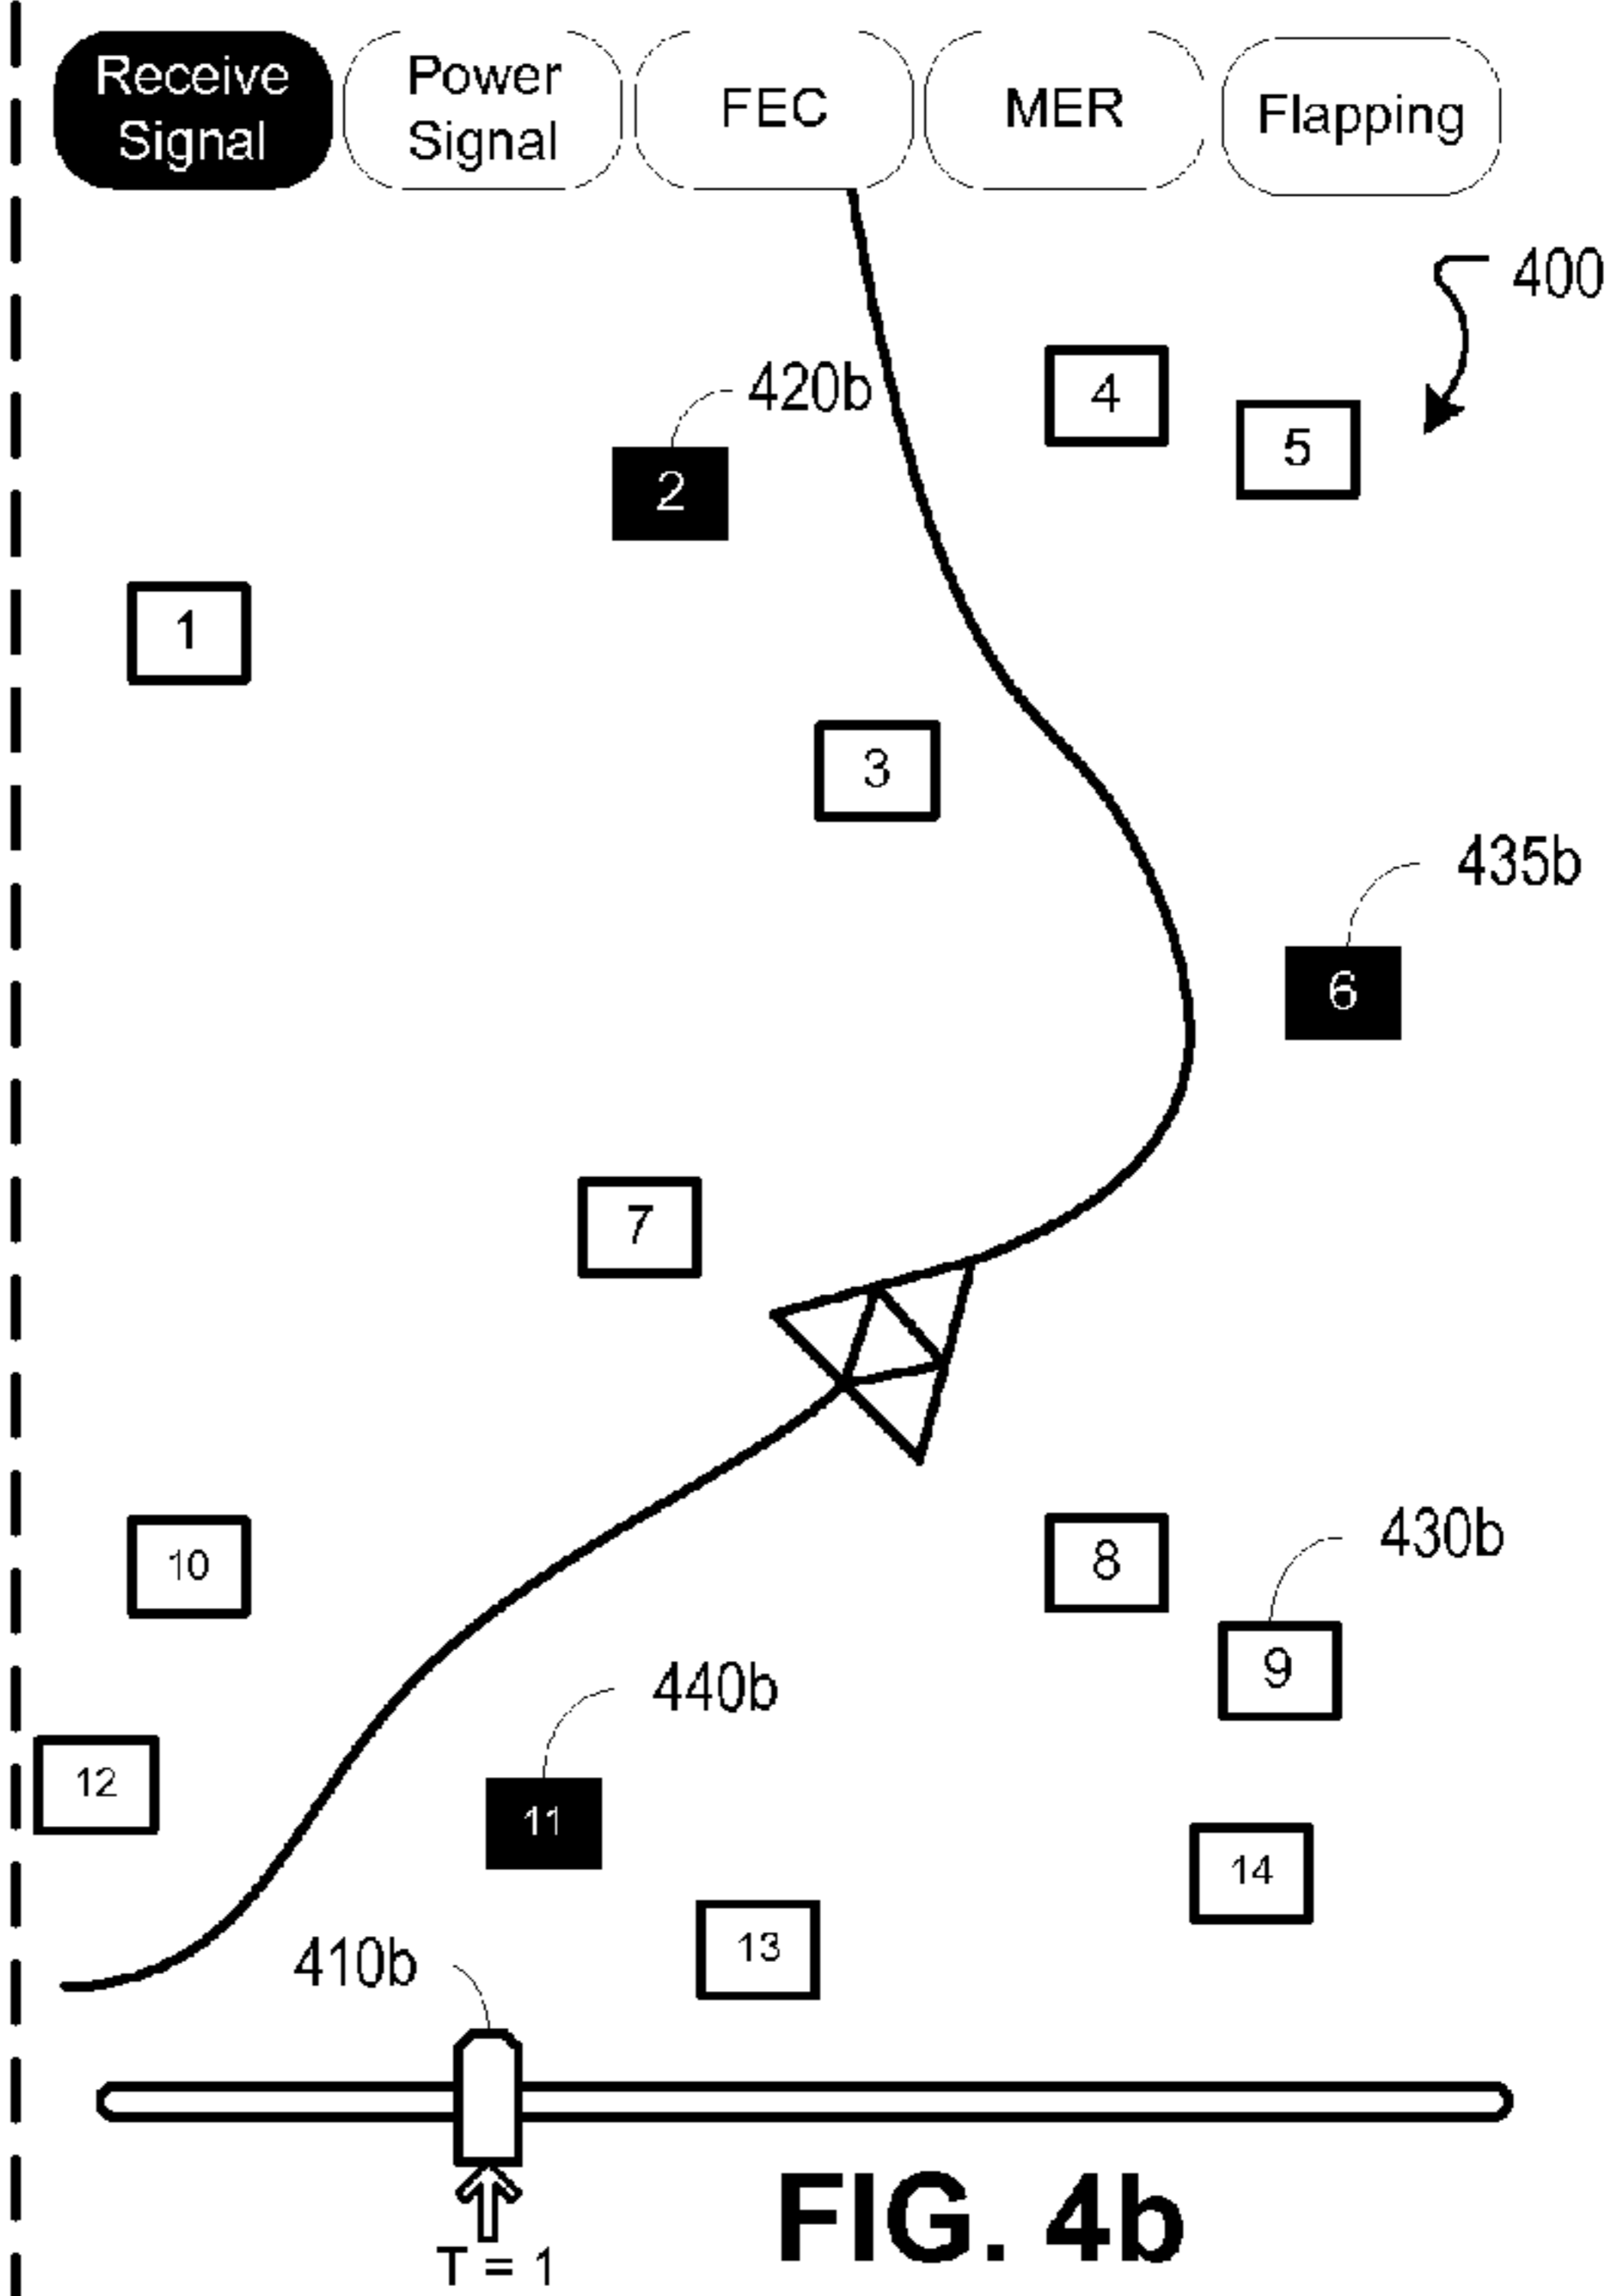 Receive
Signal
Power
Signal
FEC
MER
Flapping
400
420b
4
5
2
1
3
435b
6
7
10
8
430b
9
440b
12
11
14
13
410b
T = 1
FIG. 4b